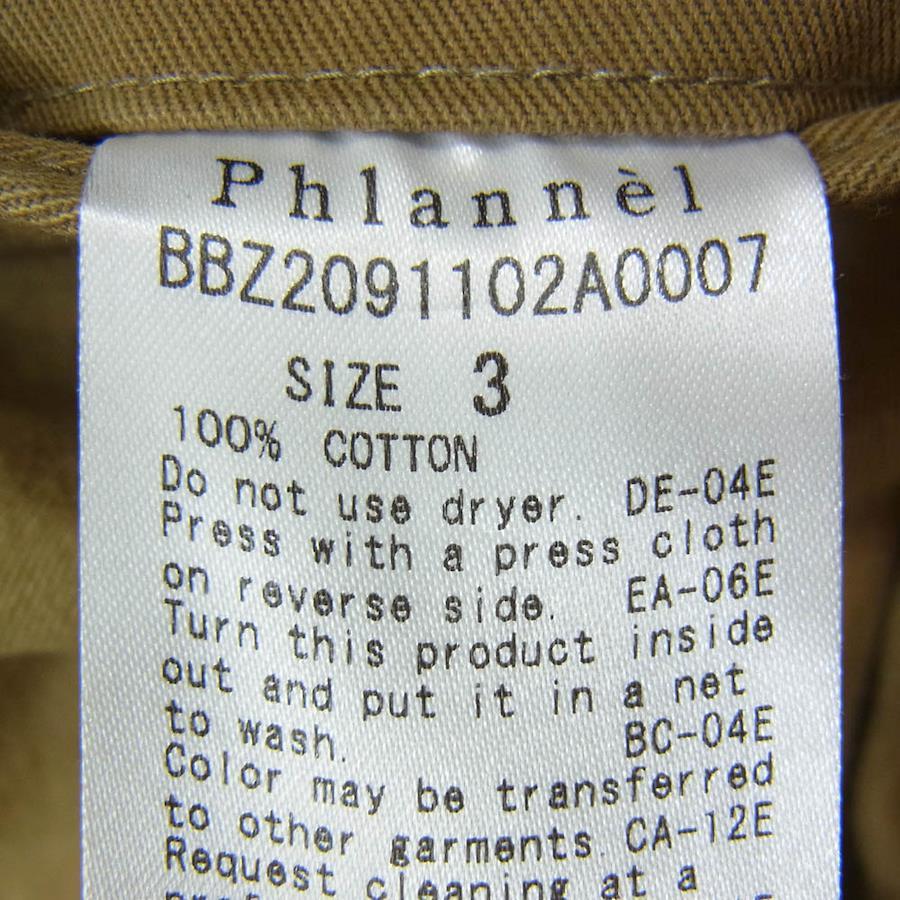 Phlannèl
BBZ2091102A0007
SIZE 3
100% COTTON
Do not use dryer. DE-04E
Press with a press cloth
on reverse side. EA-06E
Turn this product inside
out and put it in a net
to wash. BC-04E
Color may be transferred
to other garments. CA-12E
Request cleaning at a